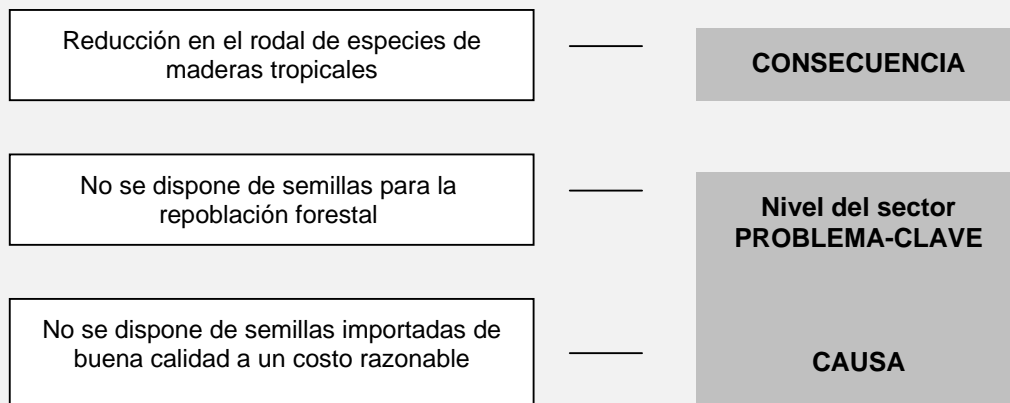 Reducción en el rodal de especies de
maderas tropicales
CONSECUENCIA
No se dispone de semillas para la
repoblación forestal
Nivel del sector
PROBLEMA-CLAVE
No se dispone de semillas importadas de
buena calidad a un costo razonable
CAUSA